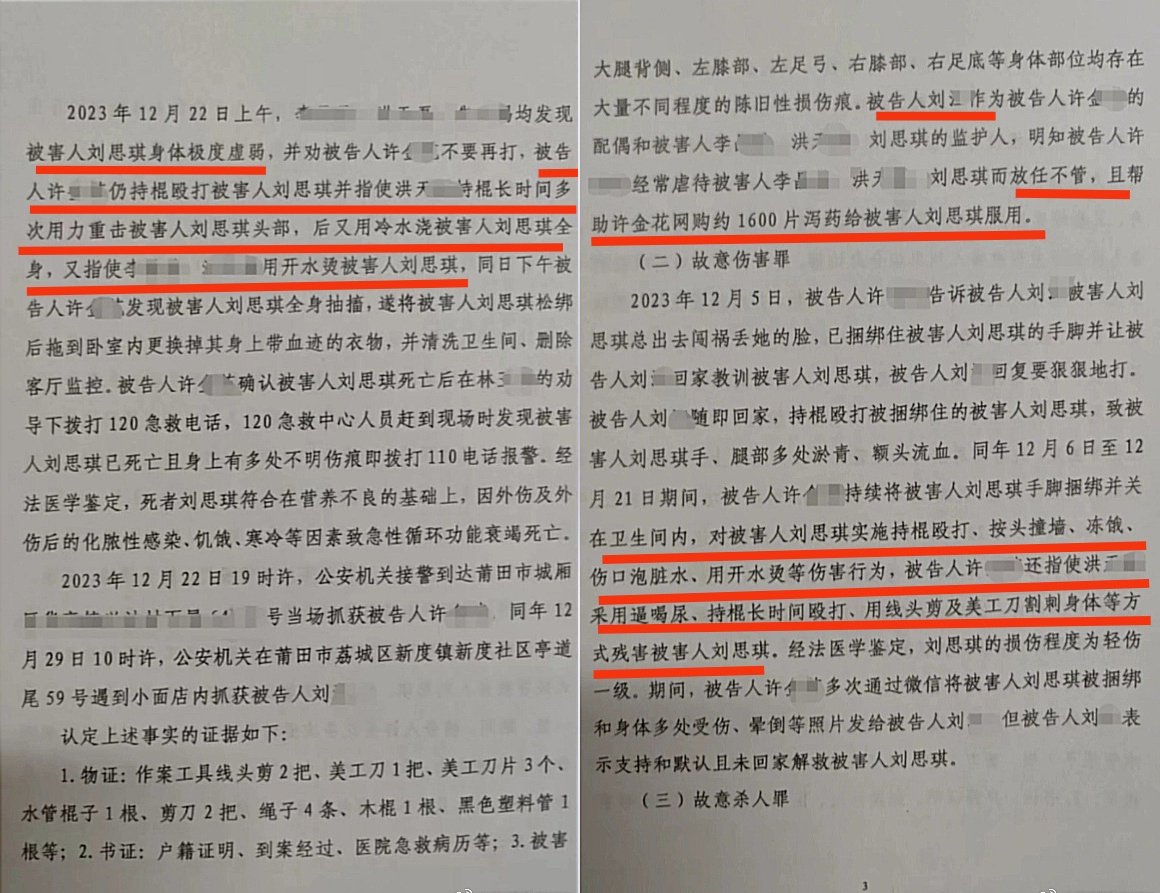 2023年12月22日上午，李 洪天 均发现
被害人刘思琪身体极度虚弱，并劝被告人许金 不要再打，被告
人许 仍持棍殴打被害人刘思琪并指使洪天 持棍长时间多
次用力重击被害人刘思琪头部，后又用冷水浇被害人刘思琪全
身，又指使李 用开水烫被害人刘思琪，同日下午被
告人许金 发现被害人刘思琪全身抽搐，遂将被害人刘思琪松绑
后拖到卧室内更换掉其身上带血迹的衣物，并清洗卫生间、删除
客厅监控。被告人许金 确认被害人刘思琪死亡后在林玉 的劝
导下拨打120急救电话，120急救中心人员赶到现场时发现被害
人刘思琪已死亡且身上有多处不明伤痕即拨打110电话报警。经
法医学鉴定，死者刘思琪符合在营养不良的基础上，因外伤及外
伤后的化脓性感染、饥饿、寒冷等因素致急性循环功能衰竭死亡。
2023年12月22日19时许，公安机关接警到达莆田市城厢
号当场抓获被告人许 ，同年12
月29日10时许，公安机关在莆田市荔城区新度镇新度社区亭道
尾59号遇到小面店内抓获被告人刘
认定上述事实的证据如下：
1.物证：作案工具线头剪2把、美工刀1把、美工刀片3个、
水管棍子1根、剪刀2把、绳子4条、木棍1根、黑色塑料管1
根等；2.书证：户籍证明、到案经过、医院急救病历等；3.被害
大腿背侧、左膝部、左足弓、右膝部、右足底等身体部位均存在
大量不同程度的陈旧性损伤痕。被告人刘江作为被告人许金 的
配偶和被害人李昌 洪天 刘思琪的监护人，明知被告人许
经常虐待被害人李昌 洪天 刘思琪而放任不管，且帮
助许金花网购约1600片泻药给被害人刘思琪服用。
（二）故意伤害罪
2023年12月5日，被告人许 告诉被告人刘 被害人刘
思琪总出去闯祸丢她的脸，已捆绑住被害人刘思琪的手脚并让被
告人刘 回家教训被害人刘思琪，被告人刘 回复要狠狠地打。
被告人刘 随即回家，持棍殴打被捆绑住的被害人刘思琪，致被
害人刘思琪手、腿部多处淤青、额头流血。同年12月6日至12
月21日期间，被告人许金 持续将被害人刘思琪手脚捆绑并关
在卫生间内，对被害人刘思琪实施持棍殴打、按头撞墙、冻饿、
伤口泡脏水、用开水烫等伤害行为，被告人许 还指使洪天
采用逼喝尿、持棍长时间殴打、用线头剪及美工刀割刺身体等方
式残害被害人刘思琪。经法医学鉴定，刘思琪的损伤程度为轻伤
一级。期间，被告人许金 多次通过微信将被害人刘思琪被捆绑
和身体多处受伤、晕倒等照片发给被告人刘 但被告人刘 表
示支持和默认且未回家解救被害人刘思琪。
（三）故意杀人罪
3